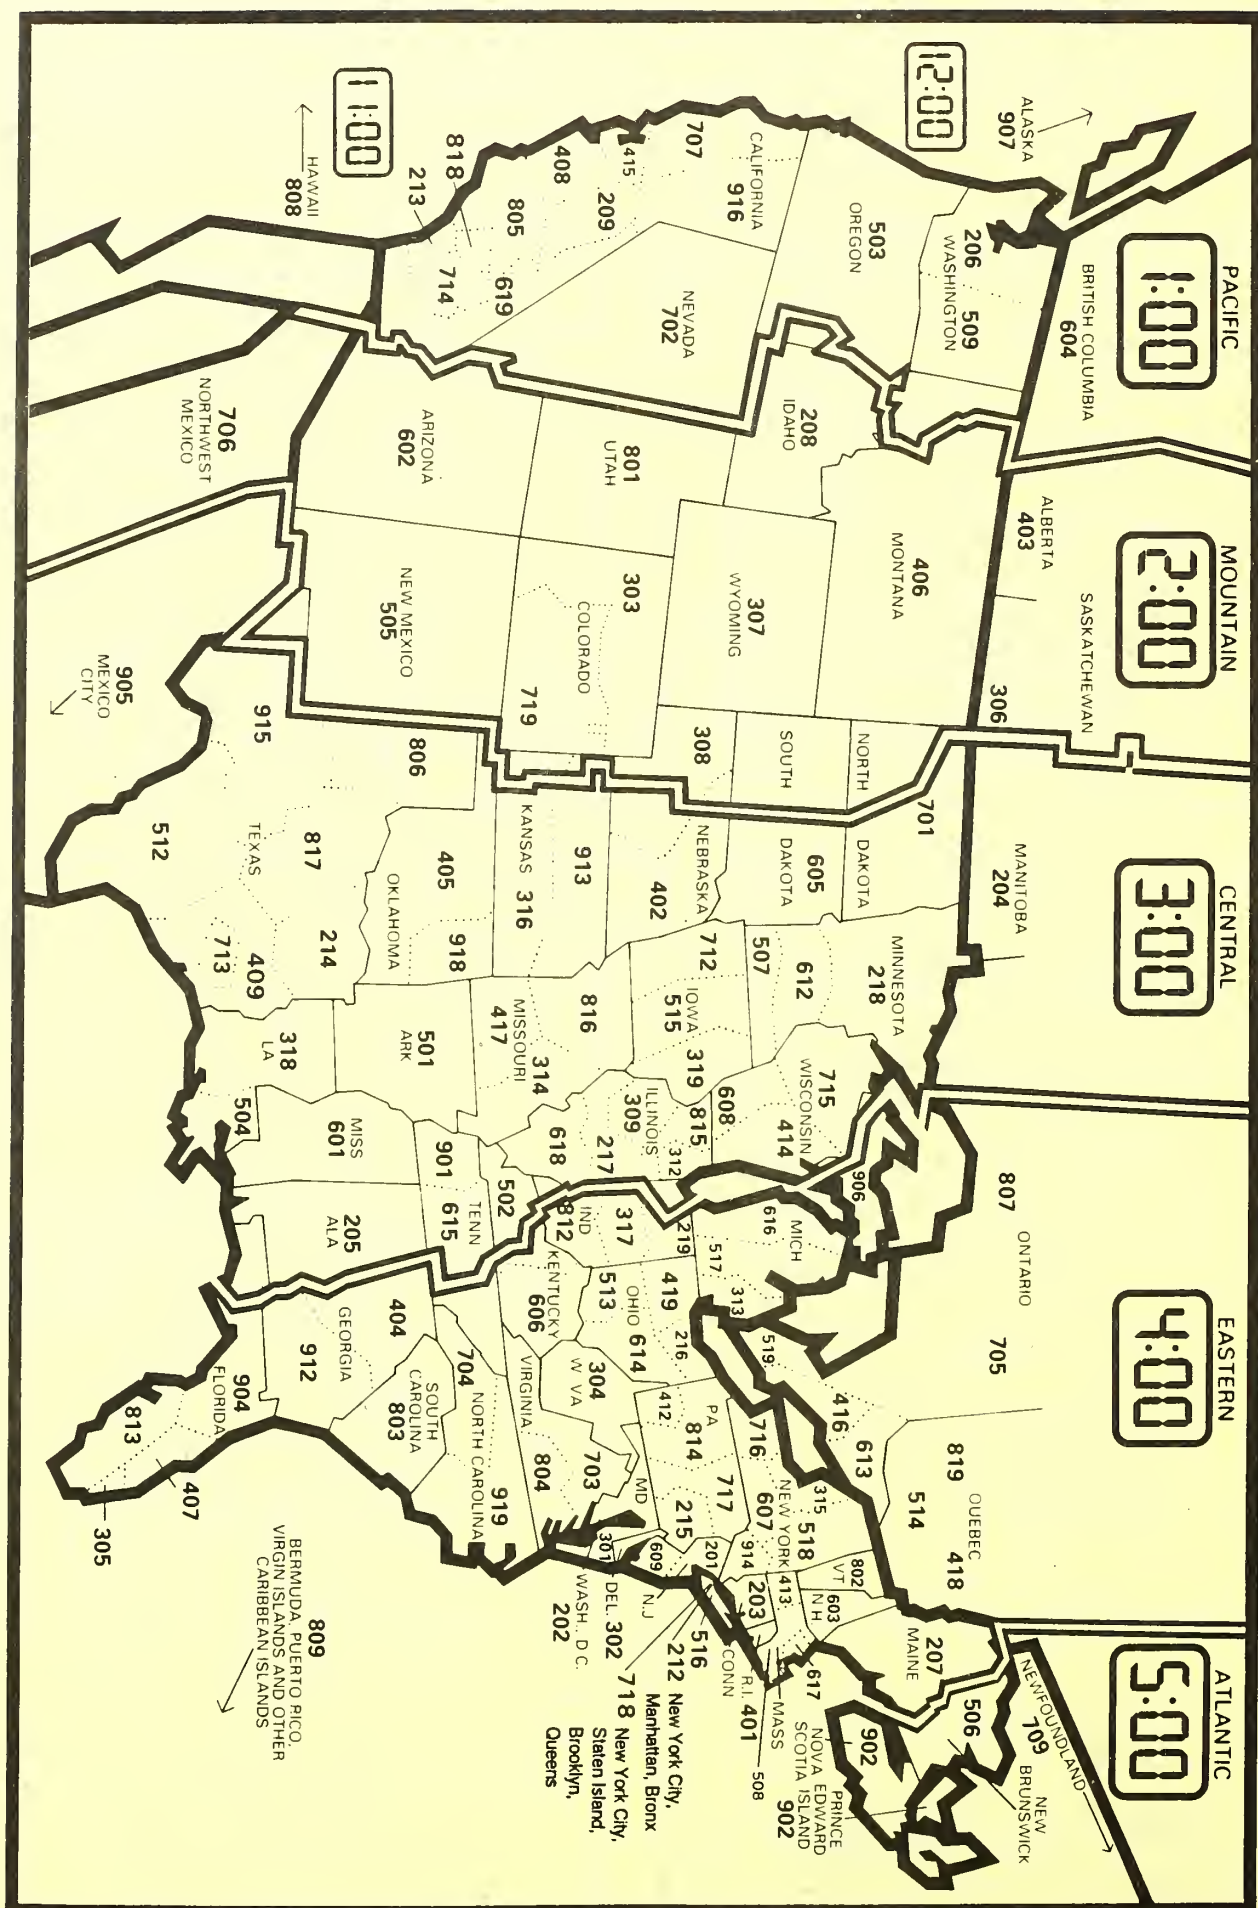 PACIFIC
1:00
MOUNTAIN
2:00
CENTRAL
3:00
EASTERN
4:00
ATLANTIC
5:00
ALASKA
907
12:00
HAWAII
808
11:00
BRITISH COLUMBIA
604
ALBERTA
403
SASKATCHEWAN
306
MANITOBA
204
ONTARIO
807
705
519
416
613
QUEBEC
819
514
418
NEWFOUNDLAND
709
NEW
BRUNSWICK
506
PRINCE
NOVA EDWARD
SCOTIA ISLAND
902
902
206
WASHINGTON
509
503
OREGON
CALIFORNIA
916
707
415
209
408
805
818
213
619
714
NEVADA
702
208
IDAHO
406
MONTANA
307
WYOMING
801
UTAH
303
COLORADO
719
ARIZONA
602
NEW MEXICO
505
706
NORTHWEST
MEXICO
905
MEXICO
CITY
NORTH
DAKOTA
701
SOUTH
DAKOTA
605
308
NEBRASKA
402
913
KANSAS
316
405
918
OKLAHOMA
806
915
817
214
TEXAS
512
409
713
MINNESOTA
218
612
507
712
IOWA
515
319
816
MISSOURI
417
314
501
ARK
318
LA
504
715
WISCONSIN
414
608
815
312
ILLINOIS
309
217
618
906
MICH
616
517
313
219
317
IND
812
419
216
OHIO
513
614
502
KENTUCKY
606
901
TENN
615
MISS
601
205
ALA
404
GEORGIA
912
904
FLORIDA
813
407
305
SOUTH
CAROLINA
803
704
NORTH CAROLINA
919
VIRGINIA
804
703
304
W VA
MD
301
412
PA
814
717
215
716
315
NEW YORK
607
518
914
802
VT
603
N H
207
MAINE
413
617
MASS
508
R.I. 401
203
CONN
516
212 New York City,
Manhattan, Bronx
718 New York City,
Staten Island,
Brooklyn,
Queens
201
609
N.J
DEL. 302
WASH., D C.
202
809
BERMUDA, PUERTO RICO,
VIRGIN ISLANDS AND OTHER
CARIBBEAN ISLANDS